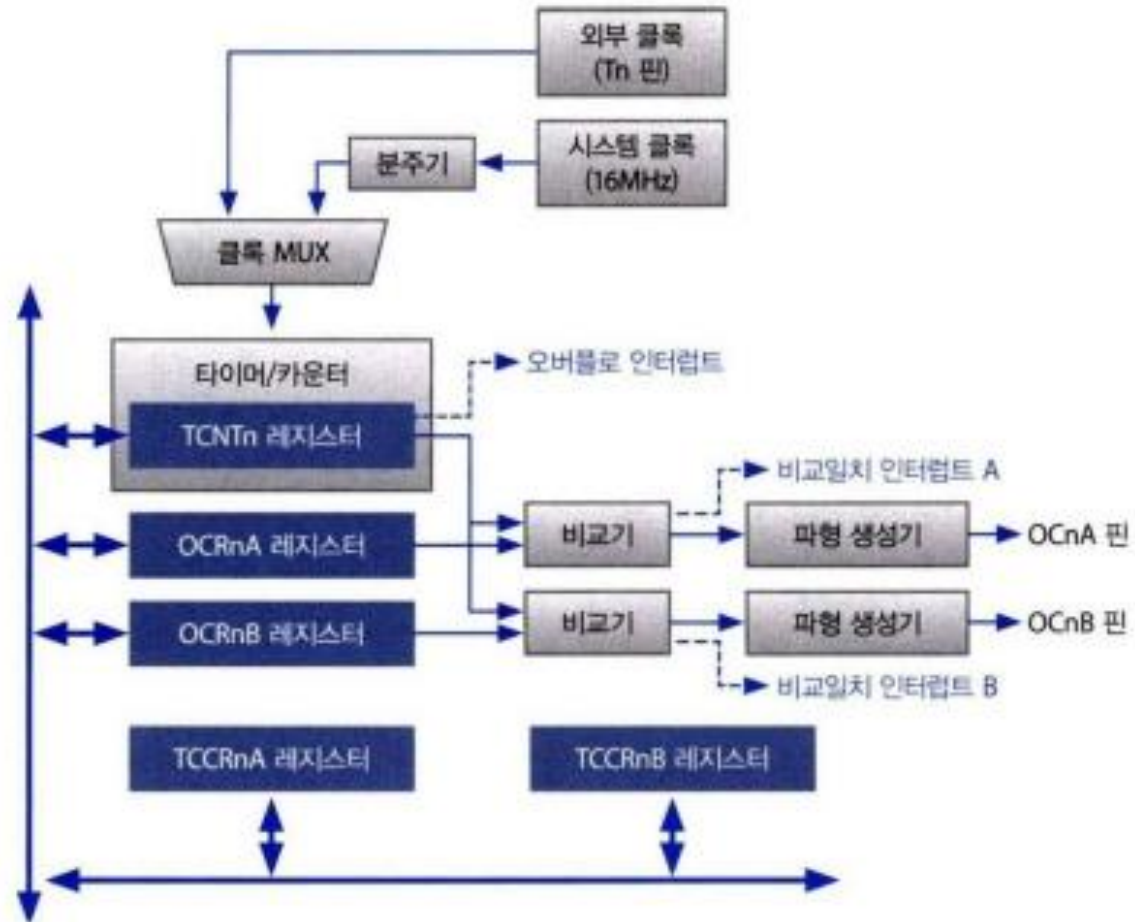 외부 클록
(Tn 핀)
시스템 클록
(16MHz)
분주기
클록 MUX
타이머/카운터
오버플로 인터럽트
TCNTn 레지스터
비교일치 인터럽트 A
OCRnA 레지스터
비교기
파형 생성기
OCnA 핀
OCRnB 레지스터
비교기
파형 생성기
OCnB 핀
비교일치 인터럽트 B
TCCRnA 레지스터
TCCRnB 레지스터